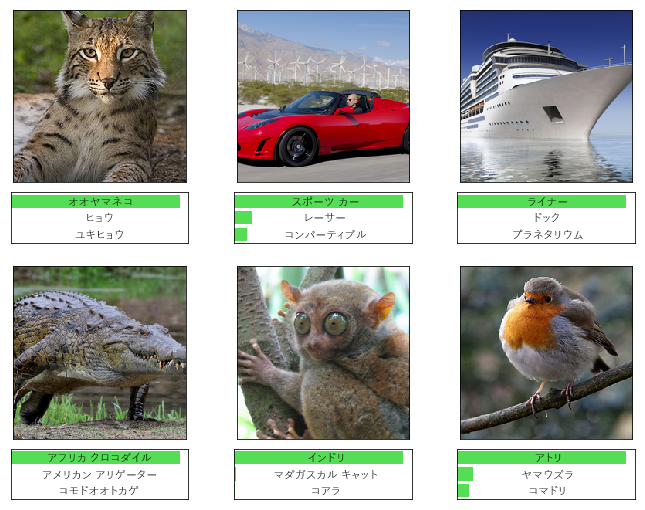 オオヤマネコ
ヒョウ
ユキヒョウ
スポーツ カー
レーサー
コンバーティブル
ライナー
ドック
プラネタリウム
アフリカ クロコダイル
アメリカン アリゲーター
コモドオオトカゲ
インドリ
マダガスカル キャット
コアラ
アトリ
ヤマウズラ
コマドリ